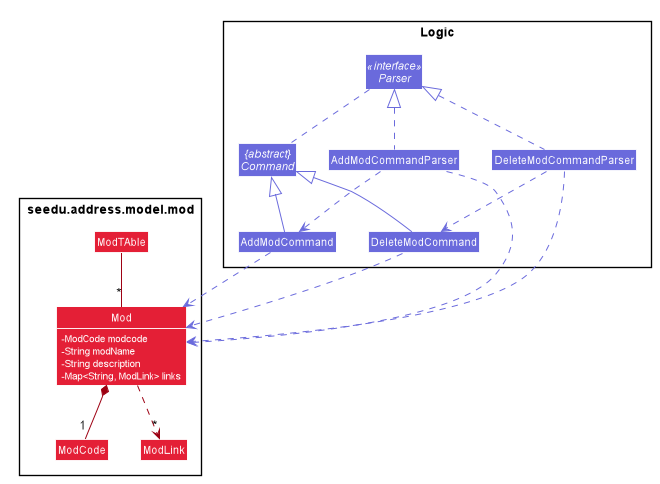 Logic
«interface»
Parser
{abstract}
Command
AddModCommandParser
DeleteModCommandParser
AddModCommand
DeleteModCommand
seedu.address.model.mod
ModTAble
*
Mod
-ModCode modcode
-String modName
-String description
-Map<String, ModLink> links
1
*
ModCode
ModLink